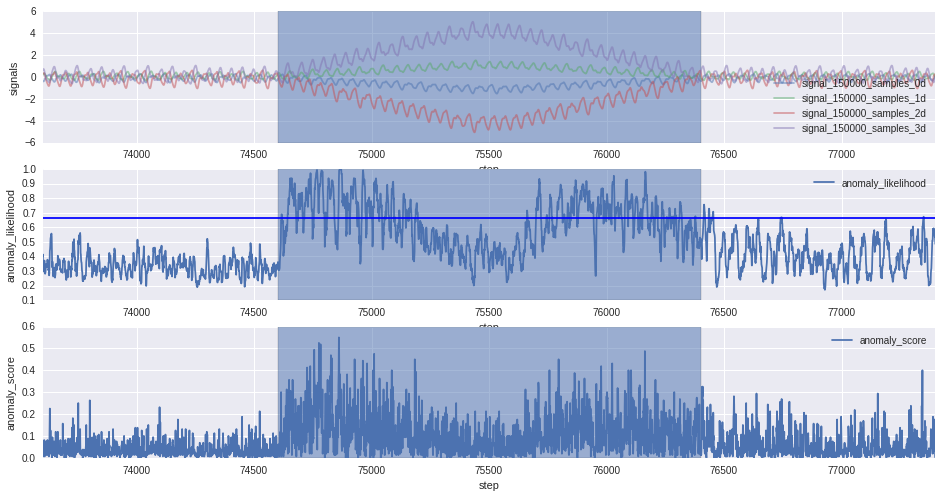 6
4
2
0
−2
−4
−6
signals
74000 74500 75000 75500 76000 76500 77000
step
signal_150000_samples_0d
signal_150000_samples_1d
signal_150000_samples_2d
signal_150000_samples_3d
1.0
0.9
0.8
0.7
0.6
0.5
0.4
0.3
0.2
0.1
anomaly_likelihood
anomaly_likelihood
74000 74500 75000 75500 76000 76500 77000
step
0.6
0.5
0.4
0.3
0.2
0.1
0.0
anomaly_score
anomaly_score
74000 74500 75000 75500 76000 76500 77000
step